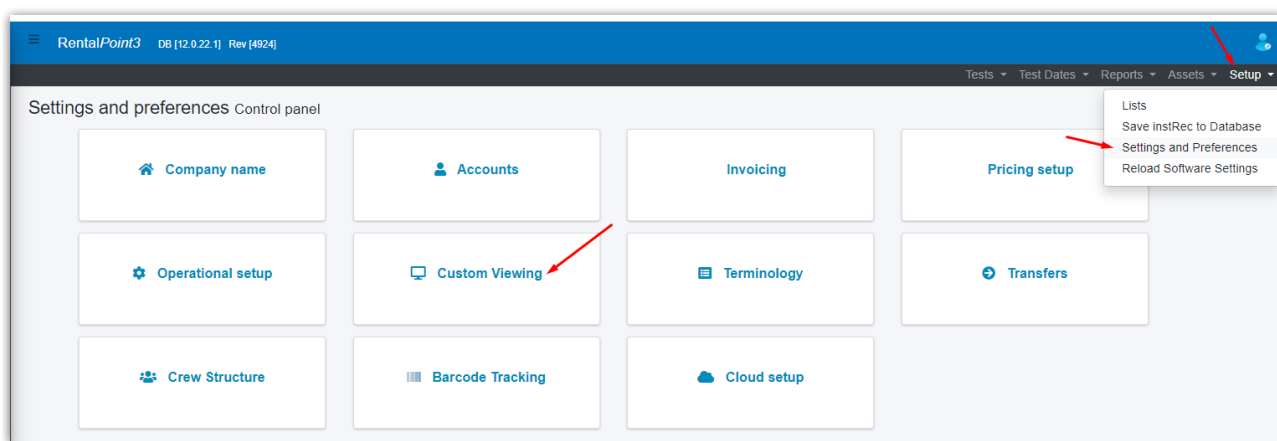 RentalPoint3 DB [12.0.22.1] Rev [4924]
Tests Test Dates Reports Assets Setup
Settings and preferences Control panel
Lists
Save instRec to Database
Settings and Preferences
Reload Software Settings
Company name
Accounts
Invoicing
Pricing setup
Operational setup
Custom Viewing
Terminology
Transfers
Crew Structure
Barcode Tracking
Cloud setup